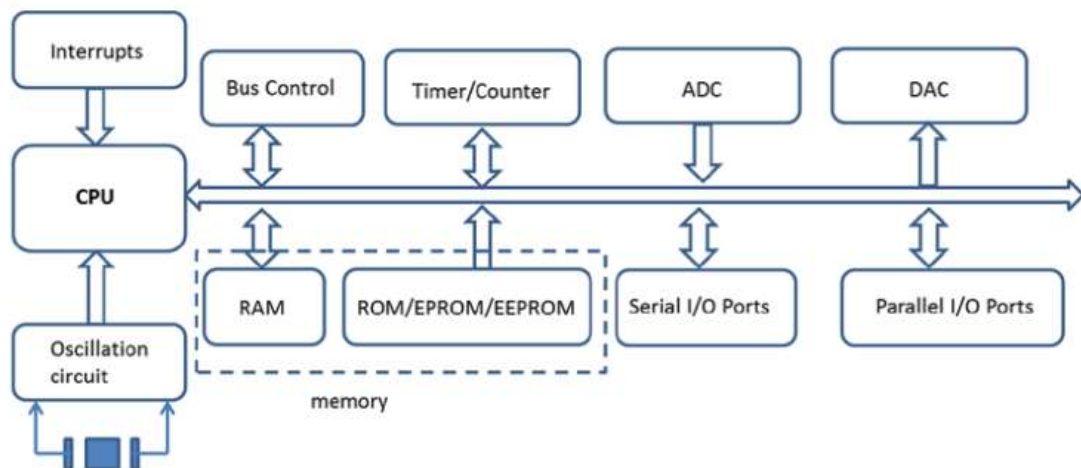 Interrupts
Bus Control
Timer/Counter
ADC
DAC
CPU
RAM
ROM/EPROM/EEPROM
Serial I/O Ports
Parallel I/O Ports
Oscillation
circuit
memory